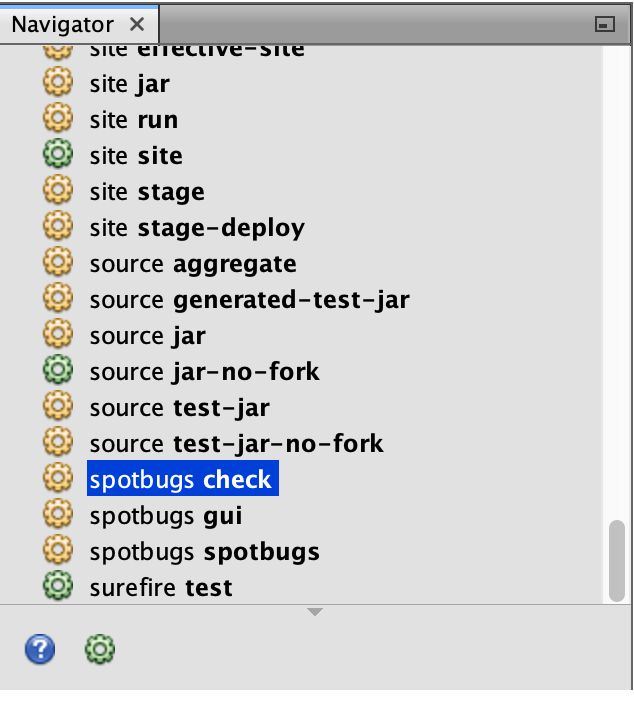 Navigator
site effective-site
site jar
site run
site site
site stage
site stage-deploy
source aggregate
source generated-test-jar
source jar
source jar-no-fork
source test-jar
source test-jar-no-fork
spotbugs check
spotbugs gui
spotbugs spotbugs
surefire test
?